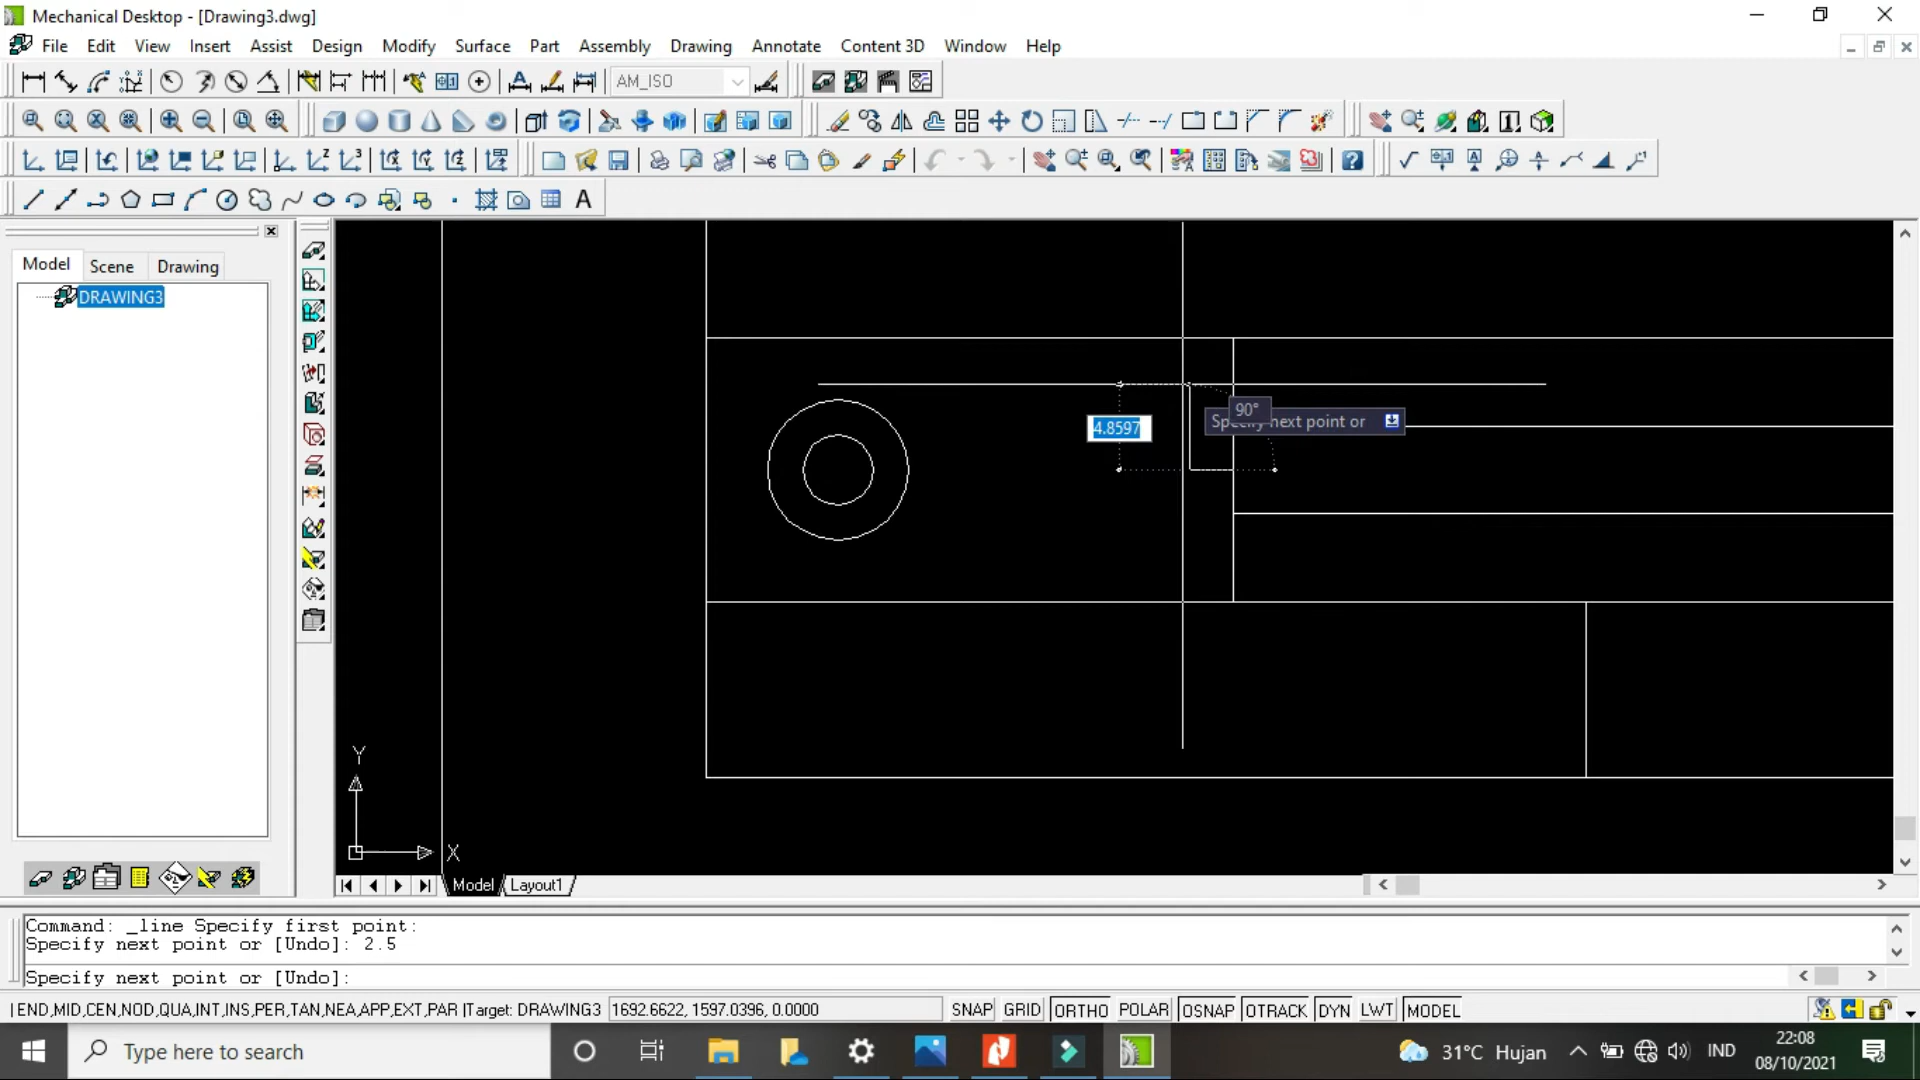 Mechanical Desktop - [Drawing3.dwg]
File Edit View Insert Assist Design Modify Surface Part Assembly Drawing Annotate Content 3D Window Help
AM_ISO
Model Scene Drawing
DRAWING3
90°
4.8597
Specify next point or
Y
X
Model Layout1
Command: _line Specify first point:
Specify next point or [Undo]: 2.5
Specify next point or [Undo]:
|END,MID,CEN,NOD,QUA,INT,INS,PER,TAN,NEA,APP,EXT,PAR |Target: DRAWING3 1692.6622, 1597.0396, 0.0000 SNAP GRID ORTHO POLAR OSNAP OTRACK DYN LWT MODEL
Type here to search
31°C Hujan
IND
22:08
08/10/2021